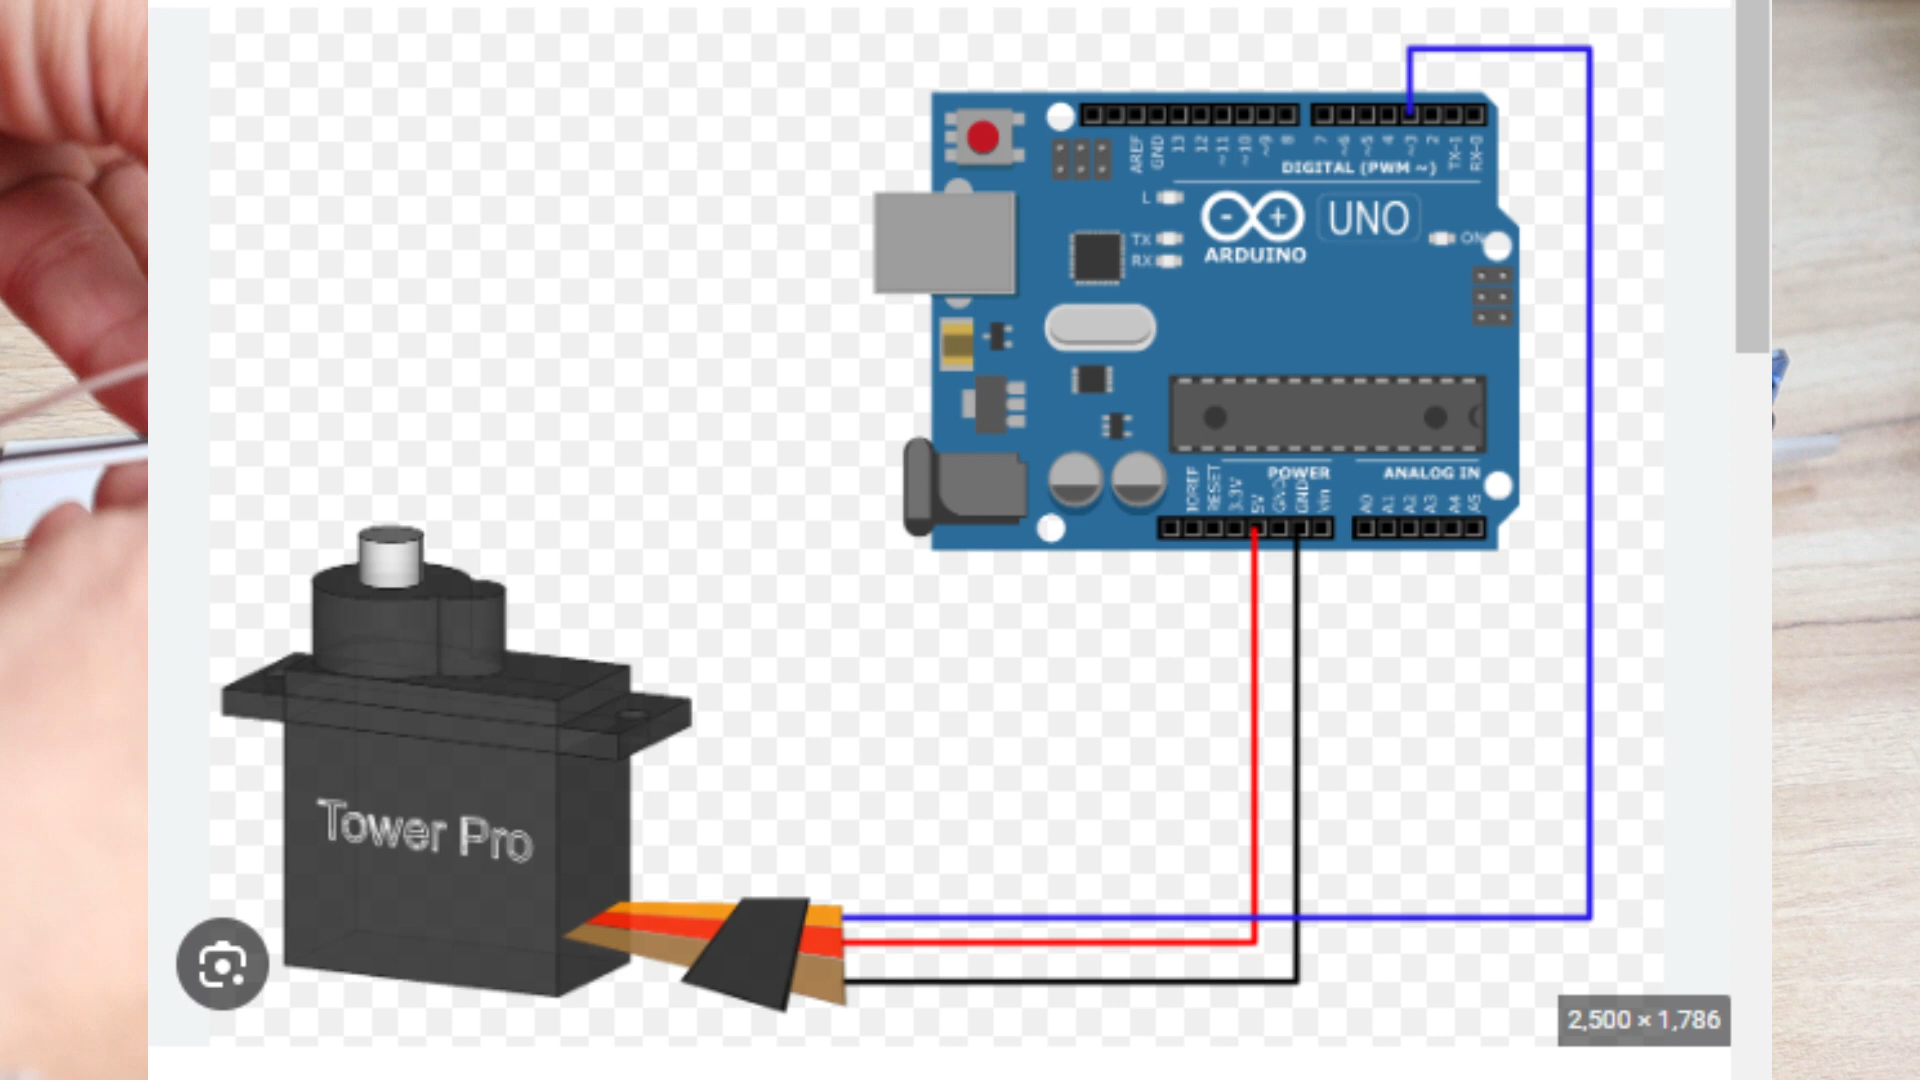 AREF
GND
13
12
~11
~10
~9
8
7
~6
~5
4
~3
2
TX-1
RX-0
DIGITAL (PWM ~)
L
TX
RX
- +
UNO
ARDUINO
ON
POWER
ANALOG IN
IOREF
RESET
3.3V
5V
GND
GND
Vin
A0
A1
A2
A3
A4
A5
Tower Pro
2,500 × 1,786